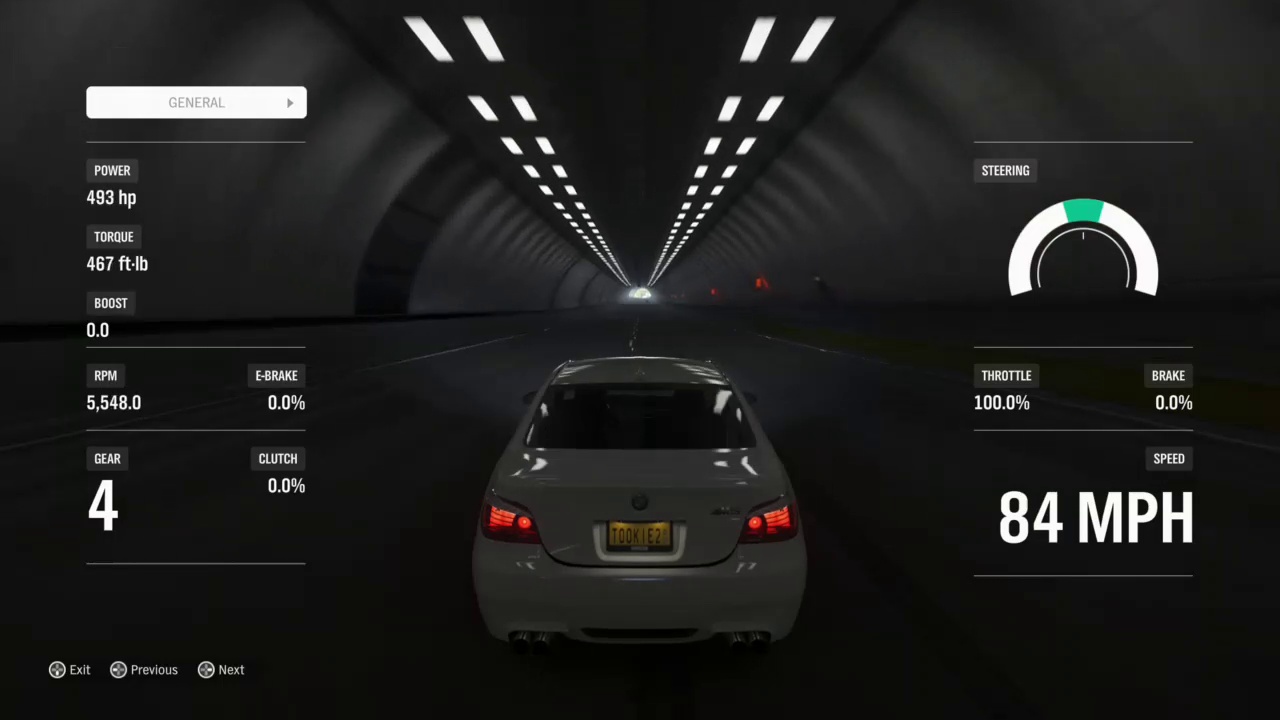 GENERAL
POWER
493 hp
TORQUE
467 ft·lb
BOOST
0.0
RPM
E-BRAKE
5,548.0
0.0%
GEAR
CLUTCH
4
0.0%
STEERING
THROTTLE
BRAKE
100.0%
0.0%
SPEED
84 MPH
TOOKIE2
Exit
Previous
Next